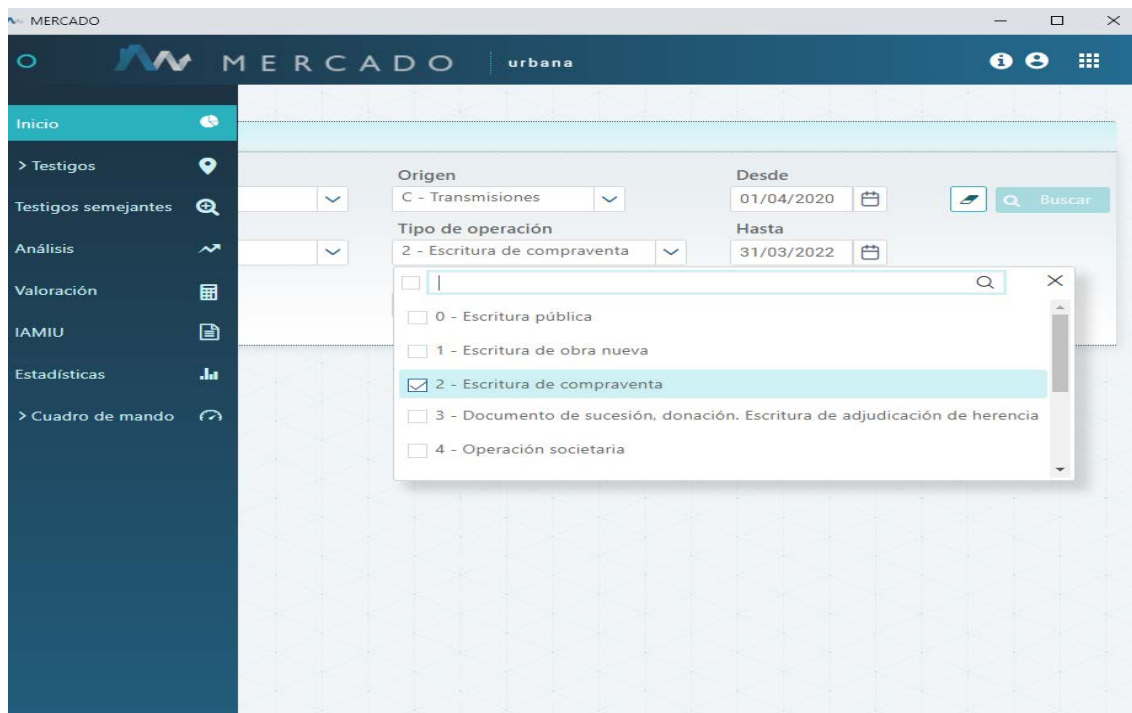 MERCADO
MERCADO urbana
Inicio
> Testigos
Testigos semejantes
Análisis
Valoración
IAMIU
Estadísticas
> Cuadro de mando
Origen
C - Transmisiones
Desde
01/04/2020
Buscar
Tipo de operación
2 - Escritura de compraventa
Hasta
31/03/2022
0 - Escritura pública
1 - Escritura de obra nueva
2 - Escritura de compraventa
3 - Documento de sucesión, donación. Escritura de adjudicación de herencia
4 - Operación societaria